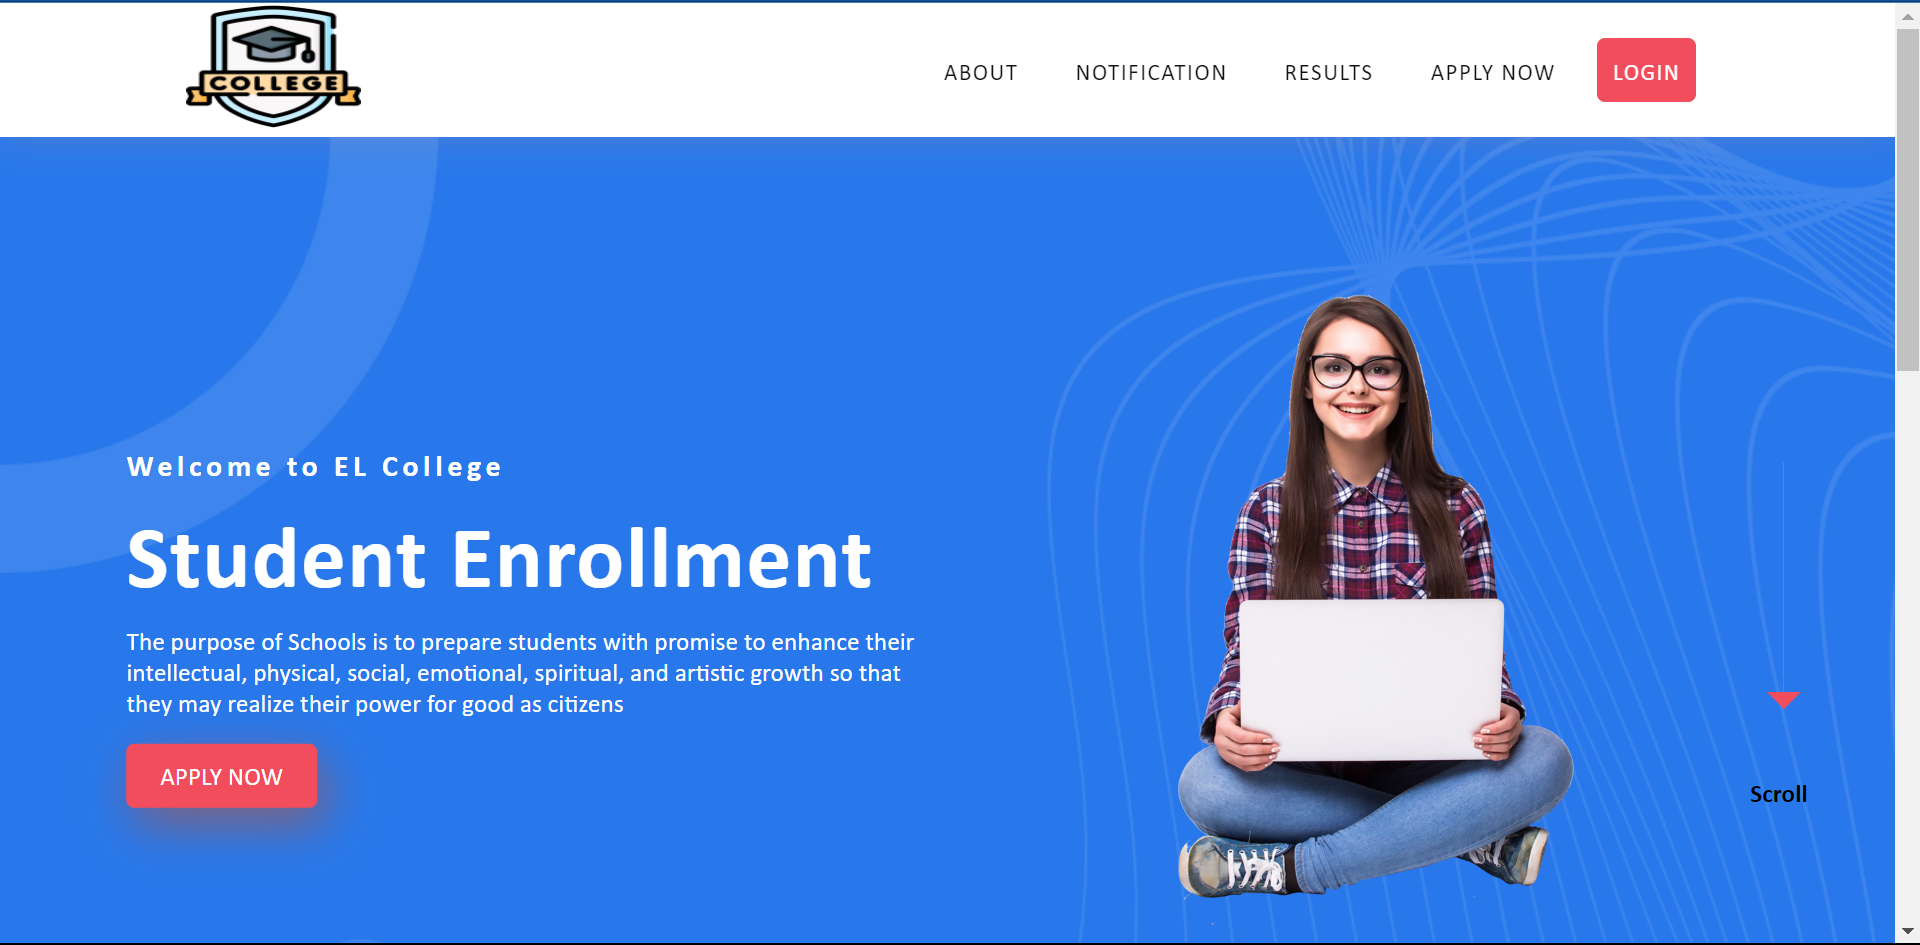 COLLEGE
ABOUT NOTIFICATION RESULTS APPLY NOW LOGIN
Welcome to EL College
Student Enrollment
The purpose of Schools is to prepare students with promise to enhance their
intellectual, physical, social, emotional, spiritual, and artistic growth so that
they may realize their power for good as citizens
APPLY NOW
Scroll